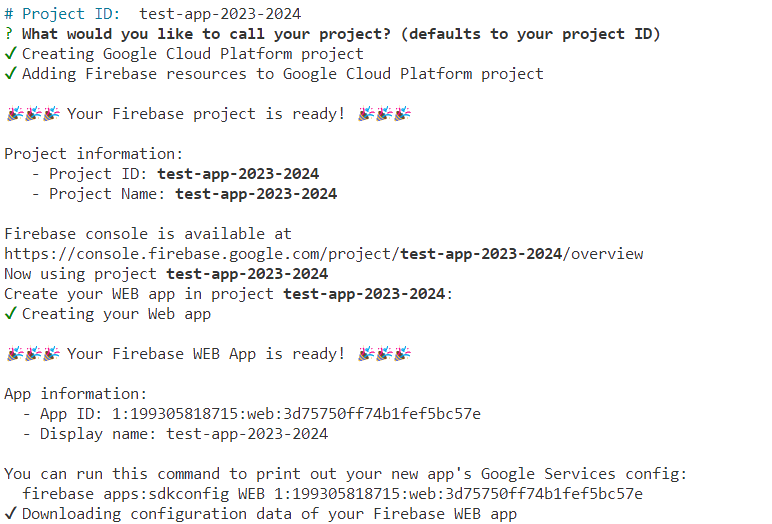 # Project ID:  test-app-2023-2024
? What would you like to call your project? (defaults to your project ID)
✓ Creating Google Cloud Platform project
✓ Adding Firebase resources to Google Cloud Platform project
🎉🎉🎉 Your Firebase project is ready! 🎉🎉🎉
Project information:
   - Project ID: test-app-2023-2024
   - Project Name: test-app-2023-2024
Firebase console is available at
https://console.firebase.google.com/project/test-app-2023-2024/overview
Now using project test-app-2023-2024
Create your WEB app in project test-app-2023-2024:
✓ Creating your Web app
🎉🎉🎉 Your Firebase WEB App is ready! 🎉🎉🎉
App information:
  - App ID: 1:199305818715:web:3d75750ff74b1fef5bc57e
  - Display name: test-app-2023-2024
You can run this command to print out your new app's Google Services config:
  firebase apps:sdkconfig WEB 1:199305818715:web:3d75750ff74b1fef5bc57e
✓ Downloading configuration data of your Firebase WEB app